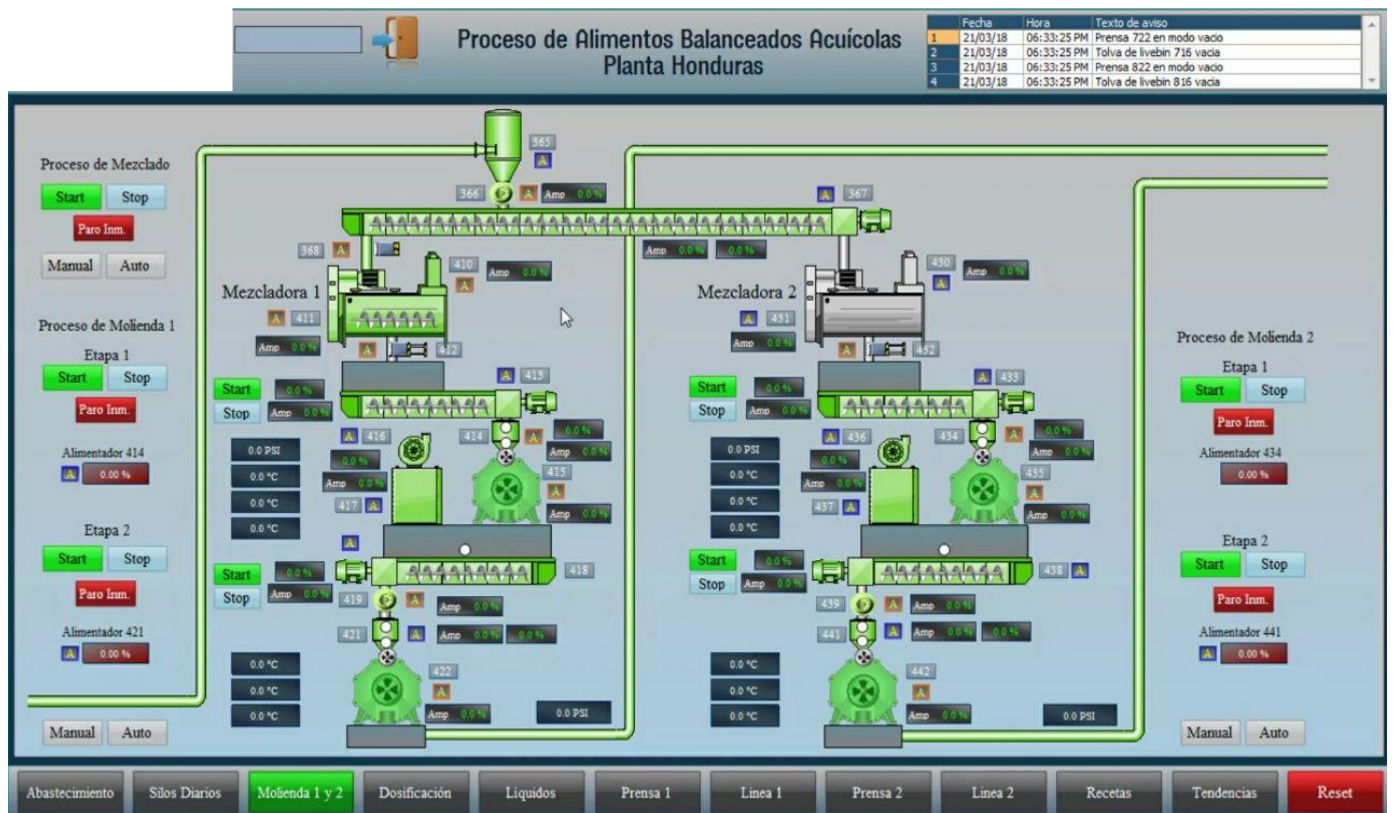 Proceso de Alimentos Balanceados Acuícolas
Planta Honduras
Fecha Hora Texto de aviso
1 21/03/18 06:33:25 PM Prensa 722 en modo vacio
2 21/03/18 06:33:25 PM Tolva de livebin 716 vacia
3 21/03/18 06:33:25 PM Prensa 822 en modo vacio
4 21/03/18 06:33:25 PM Tolva de livebin 816 vacia
Proceso de Mezclado
Start Stop
Paro Inm.
Manual Auto
Proceso de Molienda 1
Etapa 1
Start Stop
Paro Inm.
Alimentador 414
A 0.00 %
Etapa 2
Start Stop
Paro Inm.
Alimentador 421
A 0.00 %
Manual Auto
365
A
366 A Amp 0.0 %
A 367
Amp 0.0 % 0.0 %
368 A
410
A
Amp 0.0 %
Mezcladora 1
A 411
Amp 0.0 %
A 412
A 413
Start 0.0 %
Stop Amp 0.0 %
A 416
414 A 0.0 %
Amp 0.0 %
0.0 PSI
0.0 °C
0.0 °C
0.0 °C
0.0 %
Amp 0.0 %
417 A
415
A
Amp 0.0 %
A
418
Start 0.0 %
Stop Amp 0.0 %
419 A Amp 0.0 %
421 A Amp 0.0 % 0.0 %
0.0 °C
0.0 °C
0.0 °C
422
A
Amp 0.0 %
0.0 PSI
430
A
Amp 0.0 %
Mezcladora 2
A 431
Amp 0.0 %
A 432
A 433
Start 0.0 %
Stop Amp 0.0 %
A 436
434 A 0.0 %
Amp 0.0 %
0.0 PSI
0.0 °C
0.0 °C
0.0 °C
0.0 %
Amp 0.0 %
437 A
435
A
Amp 0.0 %
438 A
Start 0.0 %
Stop Amp 0.0 %
439 A Amp 0.0 %
441 A Amp 0.0 % 0.0 %
0.0 °C
0.0 °C
0.0 °C
442
A
Amp 0.0 %
0.0 PSI
Proceso de Molienda 2
Etapa 1
Start Stop
Paro Inm.
Alimentador 434
0.00 %
Etapa 2
Start Stop
Paro Inm.
Alimentador 441
A 0.00 %
Manual Auto
Abastecimiento Silos Diarios Molienda 1 y 2 Dosificación Liquidos Prensa 1 Linea 1 Prensa 2 Linea 2 Recetas Tendencias Reset